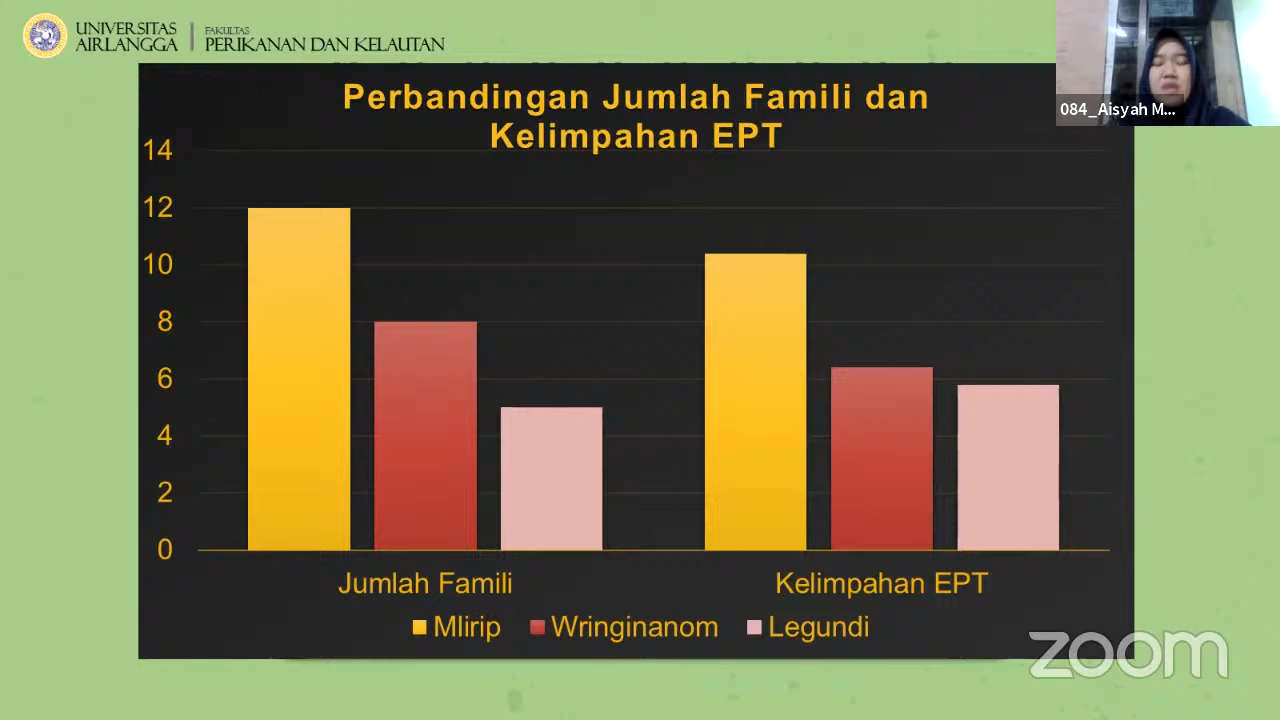 UNIVERSITAS
AIRLANGGA
FAKULTAS
PERIKANAN DAN KELAUTAN
084_Aisyah M...
Perbandingan Jumlah Famili dan
Kelimpahan EPT
14
12
10
8
6
4
2
0
Jumlah Famili
Kelimpahan EPT
Mlirip
Wringinanom
Legundi
zoom